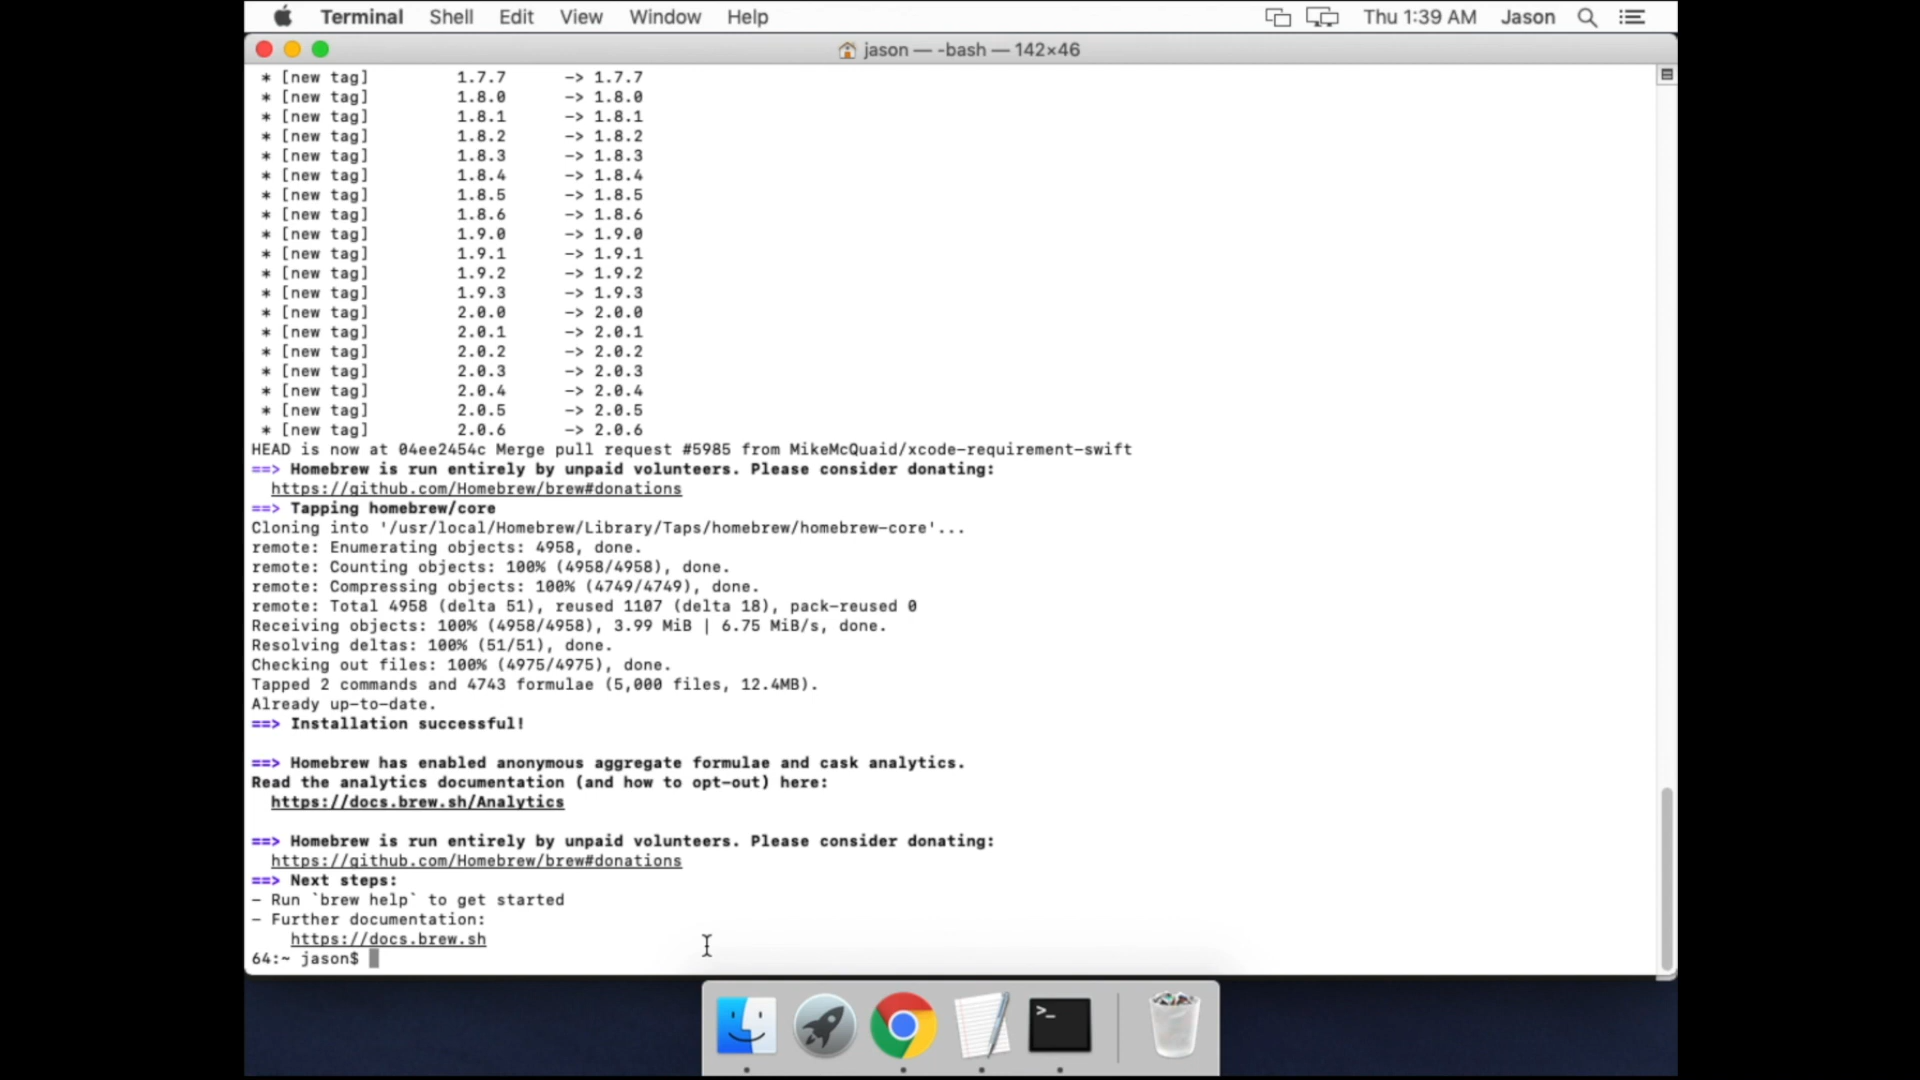 Terminal Shell Edit View Window Help Thu 1:39 AM Jason
jason — -bash — 142×46
* [new tag] 1.7.7 -> 1.7.7
* [new tag] 1.8.0 -> 1.8.0
* [new tag] 1.8.1 -> 1.8.1
* [new tag] 1.8.2 -> 1.8.2
* [new tag] 1.8.3 -> 1.8.3
* [new tag] 1.8.4 -> 1.8.4
* [new tag] 1.8.5 -> 1.8.5
* [new tag] 1.8.6 -> 1.8.6
* [new tag] 1.9.0 -> 1.9.0
* [new tag] 1.9.1 -> 1.9.1
* [new tag] 1.9.2 -> 1.9.2
* [new tag] 1.9.3 -> 1.9.3
* [new tag] 2.0.0 -> 2.0.0
* [new tag] 2.0.1 -> 2.0.1
* [new tag] 2.0.2 -> 2.0.2
* [new tag] 2.0.3 -> 2.0.3
* [new tag] 2.0.4 -> 2.0.4
* [new tag] 2.0.5 -> 2.0.5
* [new tag] 2.0.6 -> 2.0.6
HEAD is now at 04ee2454c Merge pull request #5985 from MikeMcQuaid/xcode-requirement-swift
==> Homebrew is run entirely by unpaid volunteers. Please consider donating:
https://github.com/Homebrew/brew#donations
==> Tapping homebrew/core
Cloning into '/usr/local/Homebrew/Library/Taps/homebrew/homebrew-core'...
remote: Enumerating objects: 4958, done.
remote: Counting objects: 100% (4958/4958), done.
remote: Compressing objects: 100% (4749/4749), done.
remote: Total 4958 (delta 51), reused 1107 (delta 18), pack-reused 0
Receiving objects: 100% (4958/4958), 3.99 MiB | 6.75 MiB/s, done.
Resolving deltas: 100% (51/51), done.
Checking out files: 100% (4975/4975), done.
Tapped 2 commands and 4743 formulae (5,000 files, 12.4MB).
Already up-to-date.
==> Installation successful!
==> Homebrew has enabled anonymous aggregate formulae and cask analytics.
Read the analytics documentation (and how to opt-out) here:
https://docs.brew.sh/Analytics
==> Homebrew is run entirely by unpaid volunteers. Please consider donating:
https://github.com/Homebrew/brew#donations
==> Next steps:
- Run `brew help` to get started
- Further documentation:
https://docs.brew.sh
64:~ jason$
>_